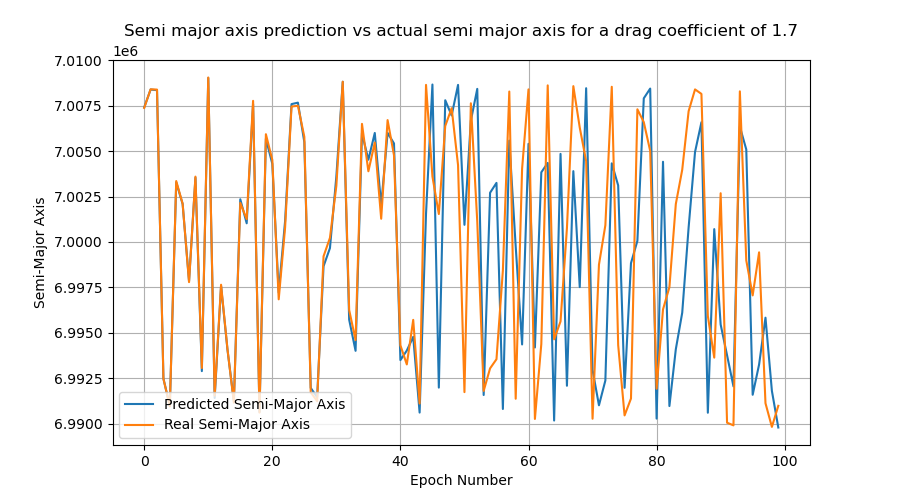 Semi major axis prediction vs actual semi major axis for a drag coefficient of 1.7
1e6
7.0100
7.0075
7.0050
7.0025
7.0000
6.9975
6.9950
6.9925
6.9900
Semi-Major Axis
Predicted Semi-Major Axis
Real Semi-Major Axis
0 20 40 60 80 100
Epoch Number